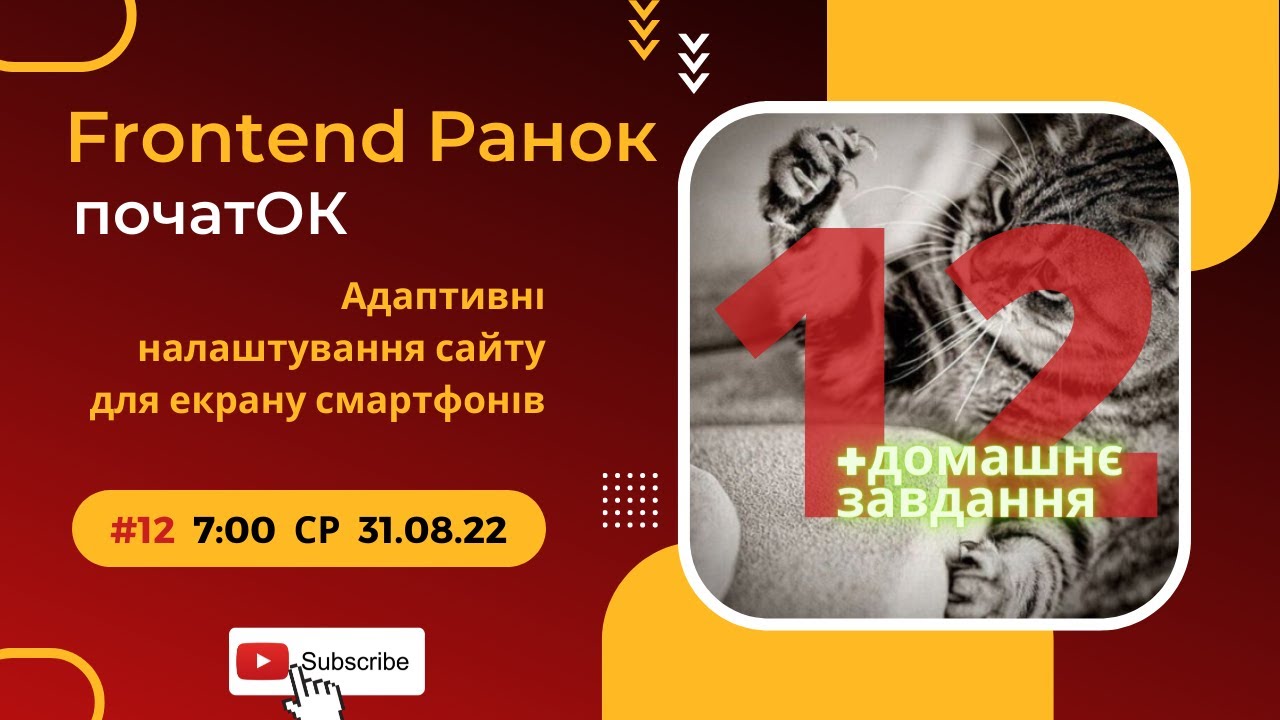 Frontend Ранок
початОК
Адаптивні
налаштування сайту
для екрану смартфонів
#12 7:00 СР 31.08.22
Subscribe
12
+домашнє
завдання